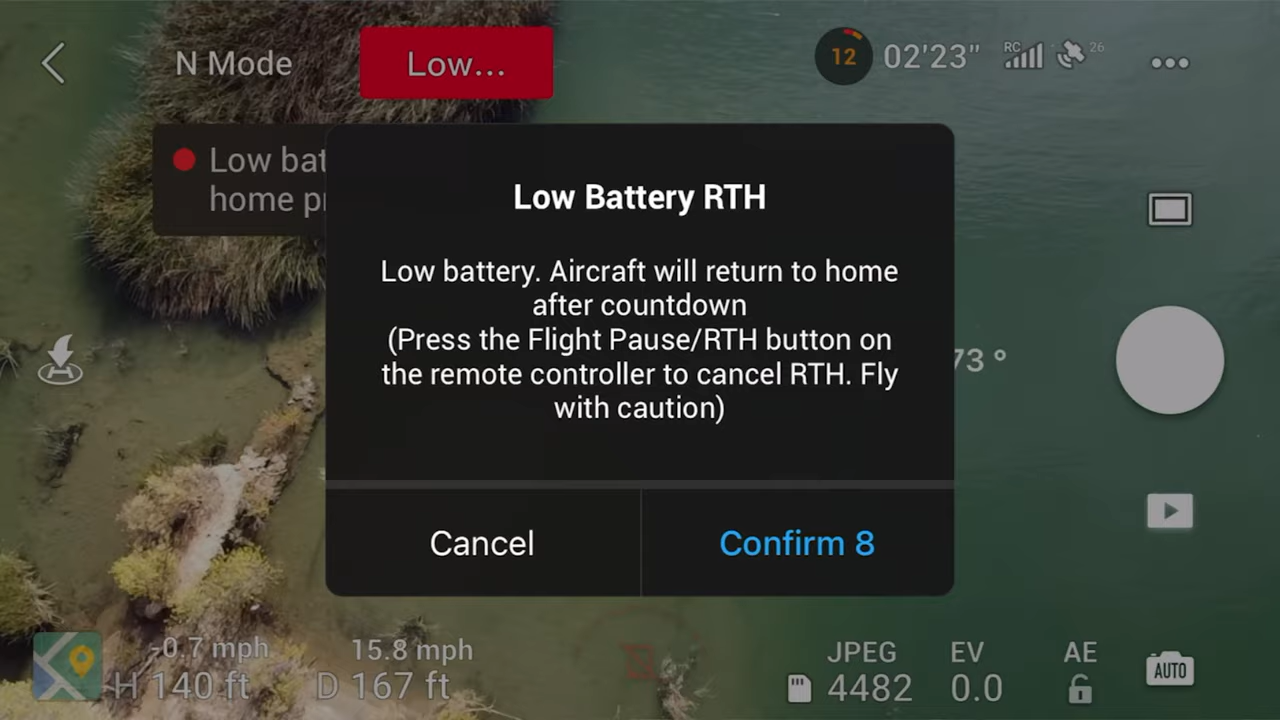 N Mode
Low...
12
02'23"
RC
26
Low bat
home pr
Low Battery RTH
Low battery. Aircraft will return to home
after countdown
(Press the Flight Pause/RTH button on
the remote controller to cancel RTH. Fly
with caution)
73 °
Cancel
Confirm 8
-0.7 mph
15.8 mph
H 140 ft
D 167 ft
JPEG
4482
EV
0.0
AE
AUTO